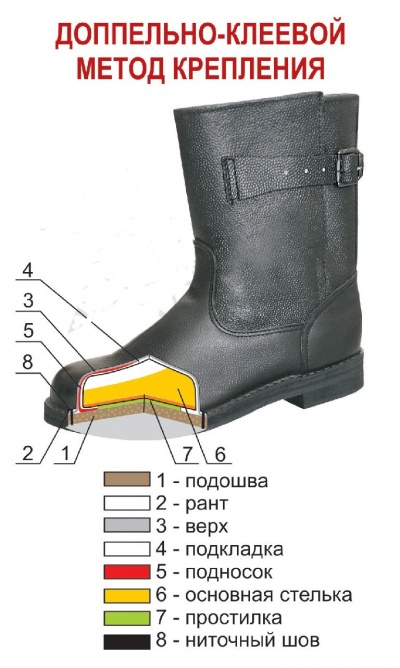 ДОППЕЛЬНО-КЛЕЕВОЙ
МЕТОД КРЕПЛЕНИЯ
4
3
5
8
2
1
7
6
1 - подошва
2 - рант
3 - верх
4 - подкладка
5 - подносок
6 - основная стелька
7 - простилка
8 - ниточный шов